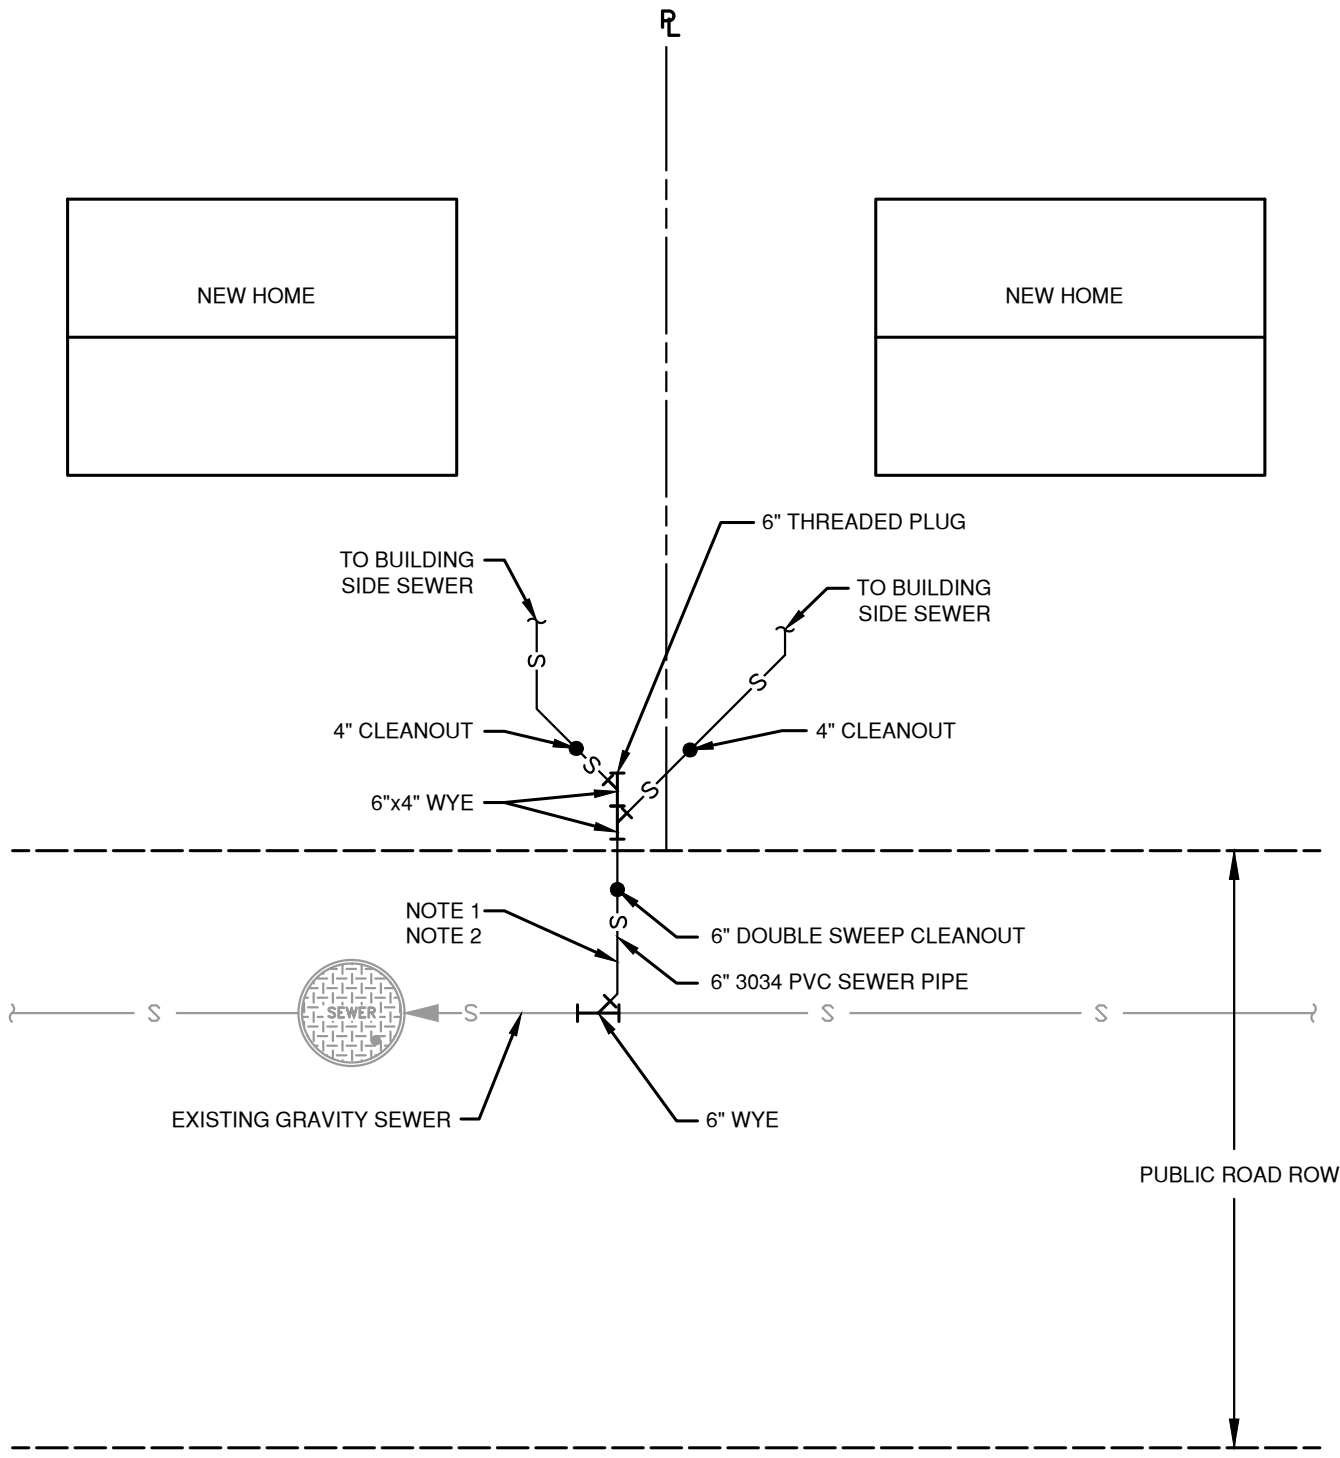 PL
NEW HOME
NEW HOME
6" THREADED PLUG
TO BUILDING
SIDE SEWER
TO BUILDING
SIDE SEWER
S
S
4" CLEANOUT
4" CLEANOUT
S
S
6"x4" WYE
NOTE 1
NOTE 2
S
6" DOUBLE SWEEP CLEANOUT
6" 3034 PVC SEWER PIPE
S
SEWER
S
S
S
EXISTING GRAVITY SEWER
6" WYE
PUBLIC ROAD ROW